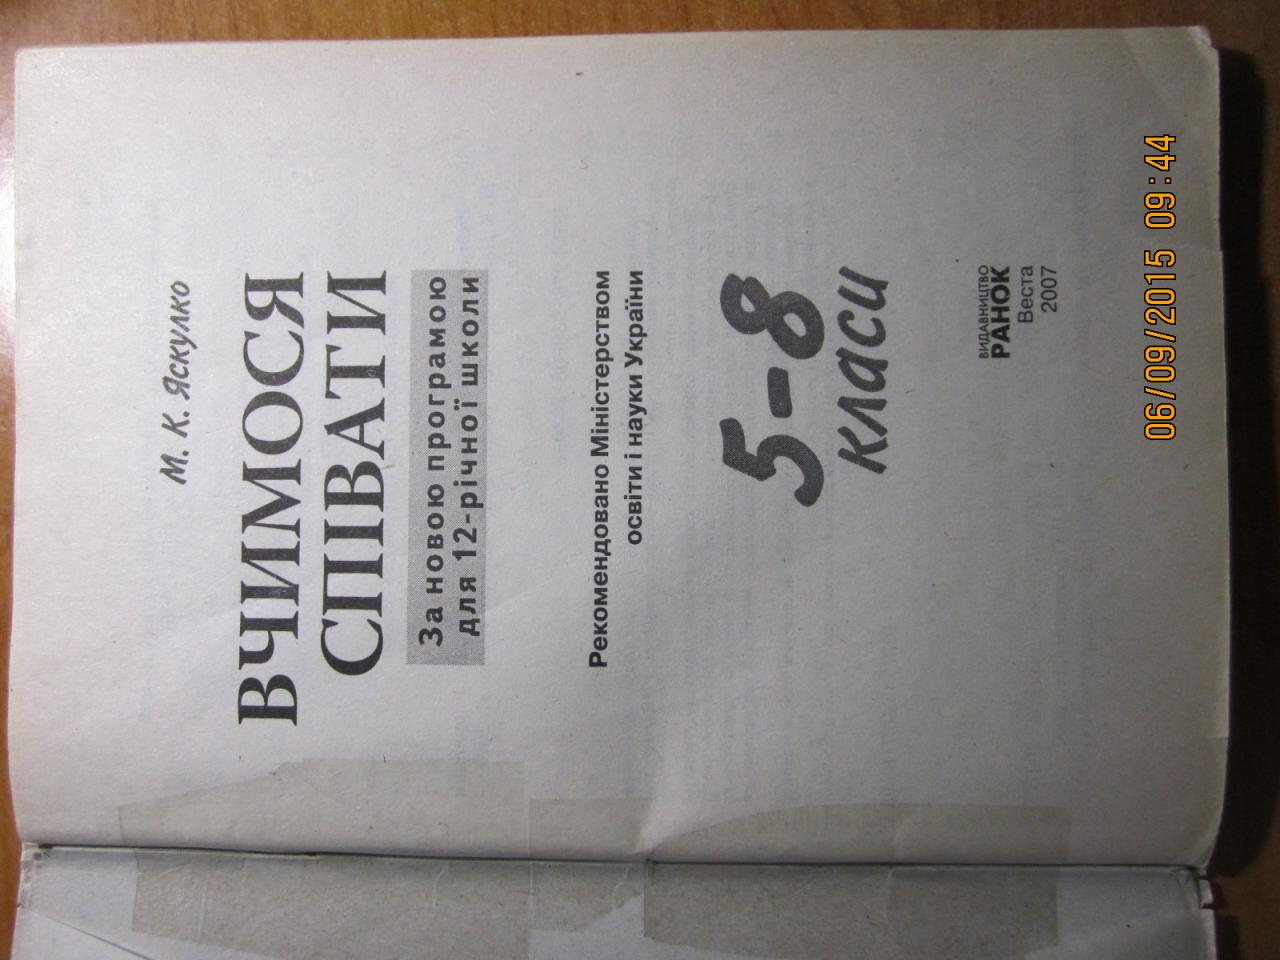 М. К. Яскулко
ВЧИМОСЯ
СПІВАТИ
За новою програмою
для 12-річної школи
Рекомендовано Міністерством
освіти і науки України
5–8
класи
ВИДАВНИЦТВО
РАНОК
Веста
2007
06/09/2015 09:44